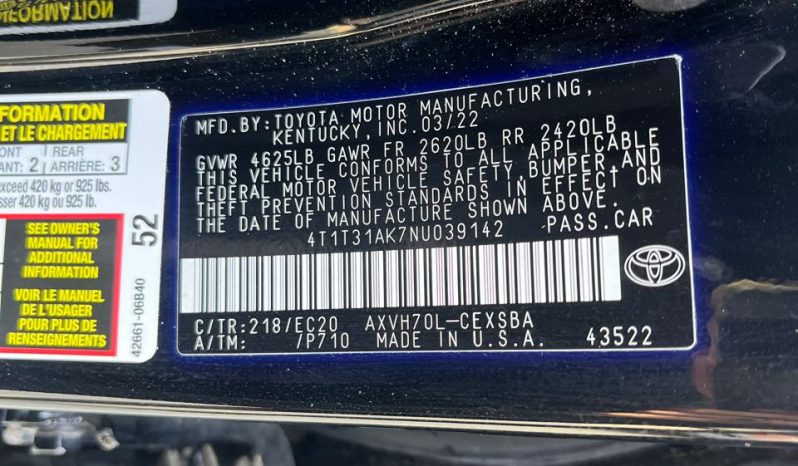 INFORMATION
FORMATION
ET LE CHARGEMENT
ONT REAR
ANT: 2 ARRIÈRE: 3
exceed 420 kg or 925 lbs.
sser 420 kg ou 925 lb.
SEE OWNER'S
MANUAL FOR
ADDITIONAL
INFORMATION
VOIR LE MANUEL
DE L'USAGER
POUR PLUS DE
RENSEIGNEMENTS
52
42661-06B40
MFD. BY: TOYOTA MOTOR MANUFACTURING,
KENTUCKY, INC. 03/22
GVWR 4625LB GAWR FR 2620LB RR 2420LB
THIS VEHICLE CONFORMS TO ALL APPLICABLE
FEDERAL MOTOR VEHICLE SAFETY, BUMPER, AND
THEFT PREVENTION STANDARDS IN EFFECT ON
THE DATE OF MANUFACTURE SHOWN ABOVE.
4T1T31AK7NU039142 PASS. CAR
C/TR: 218/EC20 AXVH70L-CEXSBA
A/TM: /P710 MADE IN U.S.A. 43522